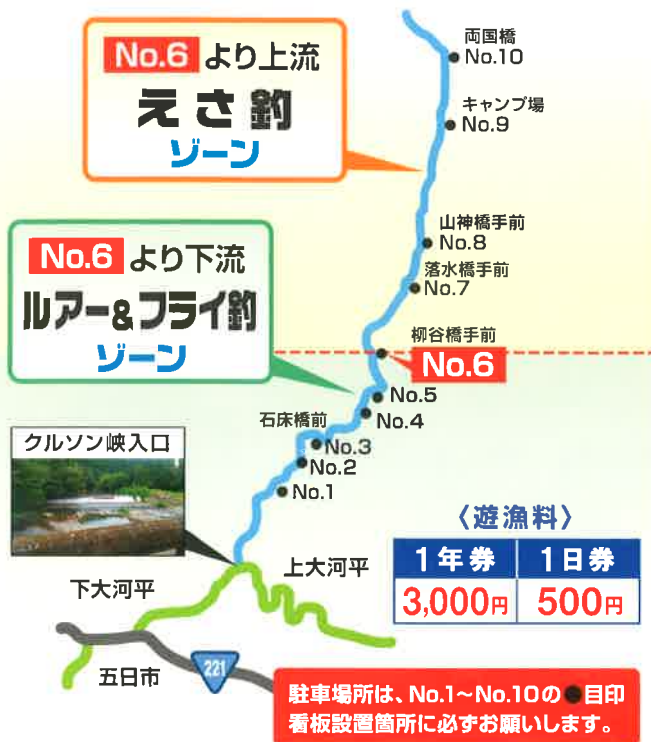 No.6 より上流
えさ釣
ゾーン
両国橋
No.10
キャンプ場
No.9
山神橋手前
No.8
落水橋手前
No.7
No.6 より下流
ルアー&フライ釣
ゾーン
柳谷橋手前
No.6
No.5
No.4
石床橋前
No.3
No.2
No.1
クルソン峡入口
〈遊漁料〉
1年券 1日券
3,000円 500円
上大河平
下大河平
五日市
221
駐車場所は、No.1~No.10の●目印
看板設置箇所に必ずお願いします。